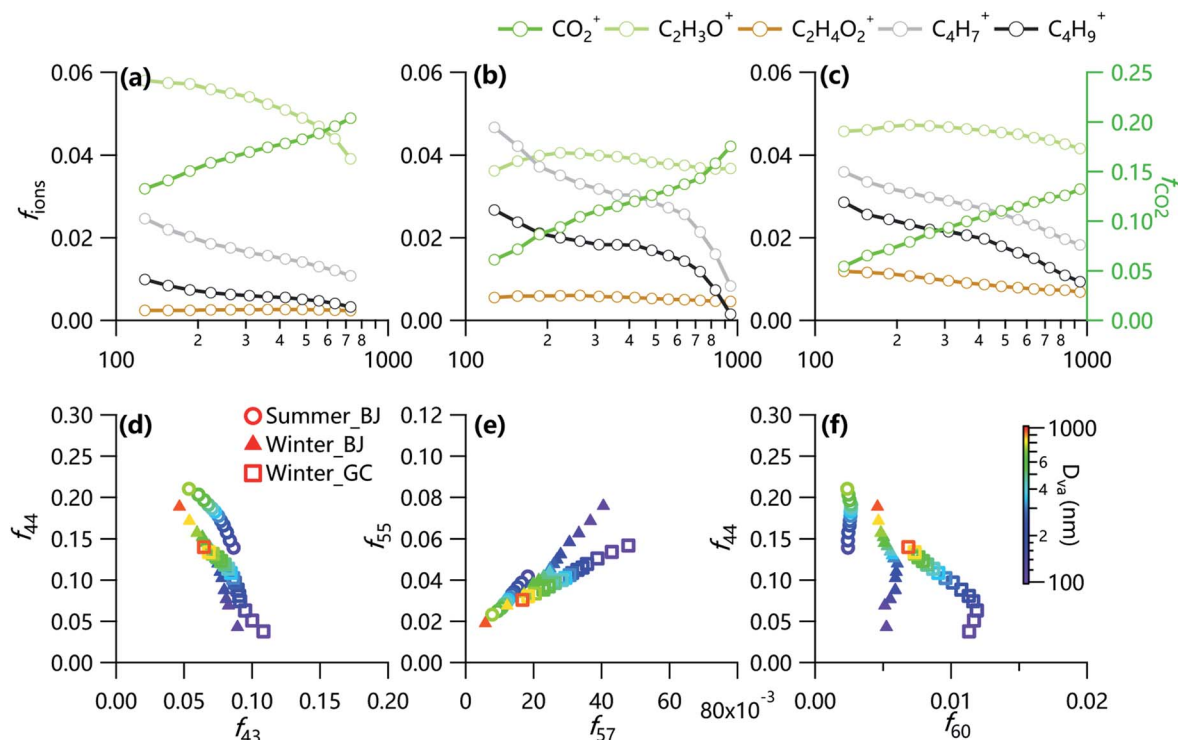 CO₂⁺ C₂H₃O⁺ C₂H₄O₂⁺ C₄H₇⁺ C₄H₉⁺
(a) (b) (c)
0.06 0.06 0.06 0.25
0.20
0.04 0.04 0.04
0.15
f_ions f_CO2
0.10
0.02 0.02 0.02
0.05
0.00 0.00 0.00 0.00
2 3 4 5 6 7 8 2 3 4 5 6 7 8 2 3 4 5 6 7 8
100 1000 100 1000 100 1000
(d) (e) (f)
0.30 0.12 0.30
Summer_BJ
Winter_BJ
Winter_GC
0.25 0.10 0.25
0.20 0.08 0.20
f₄₄ 0.15 f₅₅ 0.06 f₄₄ 0.15
0.10 0.04 0.10
0.05 0.02 0.05
0.00 0.00 0.00
1000
6
4
2
100
D_va (nm)
0.00 0.05 0.10 0.15 0.20 0 20 40 80x10⁻³ 0.00 0.01 0.02
f₄₃ f₅₇ f₆₀